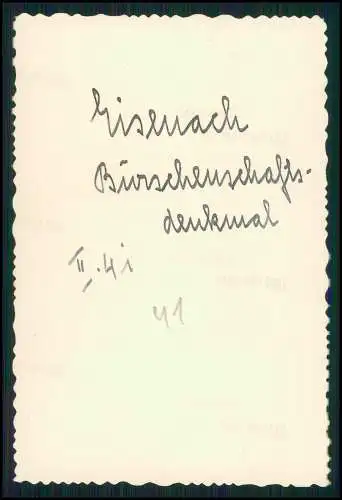 Eisenach
Burschenschafts-
denkmal
II. 41
41